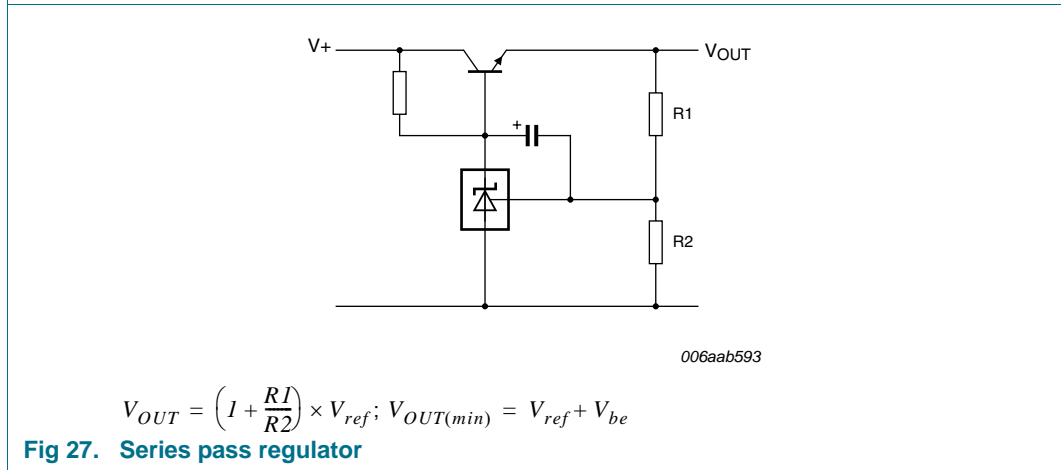 V+
VOUT
R1
+
R2
006aab593
VOUT = (1 + R1/R2) × Vref; VOUT(min) = Vref + Vbe
Fig 27. Series pass regulator